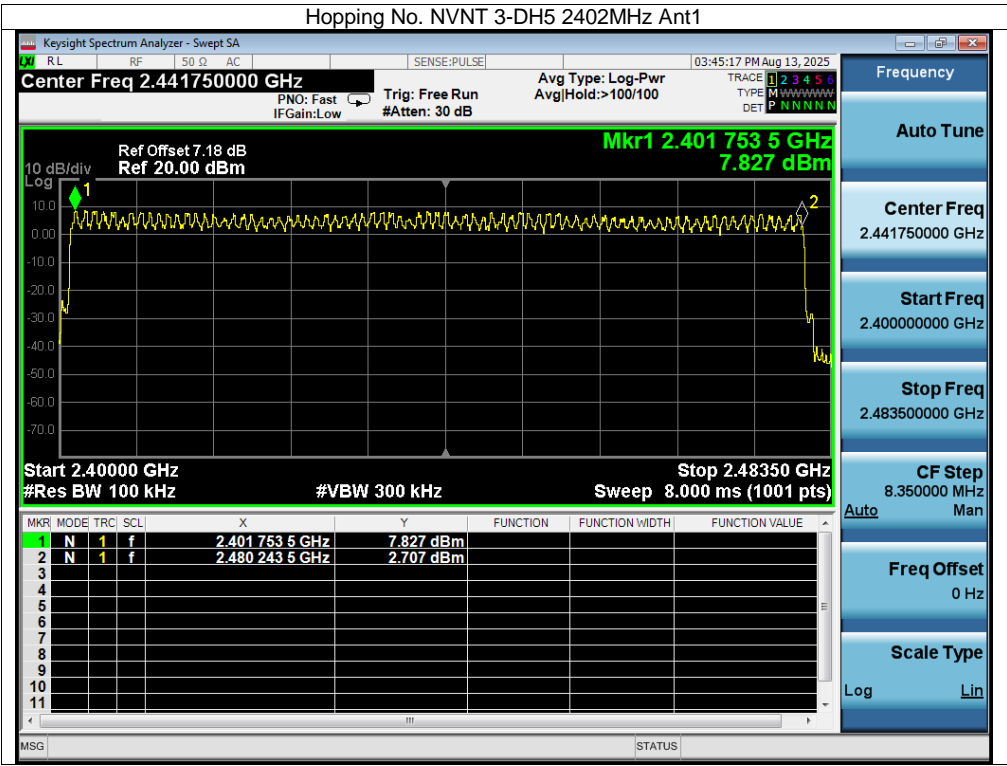 Hopping No. NVNT 3-DH5 2402MHz Ant1
Keysight Spectrum Analyzer - Swept SA
LXI RL RF 50 Ω AC SENSE:PULSE 03:45:17 PM Aug 13, 2025
Center Freq 2.441750000 GHz
PNO: Fast
IFGain:Low
Trig: Free Run
#Atten: 30 dB
Avg Type: Log-Pwr
Avg|Hold:>100/100
TRACE 1 2 3 4 5 6
TYPE M WWWWW
DET P N N N N N
Ref Offset 7.18 dB
Ref 20.00 dBm
10 dB/div
Log
Mkr1 2.401 753 5 GHz
7.827 dBm
1
2
10.0
0.00
-10.0
-20.0
-30.0
-40.0
-50.0
-60.0
-70.0
Start 2.40000 GHz
Stop 2.48350 GHz
#Res BW 100 kHz
#VBW 300 kHz
Sweep 8.000 ms (1001 pts)
MKR MODE TRC SCL X Y FUNCTION FUNCTION WIDTH FUNCTION VALUE
1 N 1 f 2.401 753 5 GHz 7.827 dBm
2 N 1 f 2.480 243 5 GHz 2.707 dBm
3
4
5
6
7
8
9
10
11
MSG
STATUS
Frequency
Auto Tune
Center Freq
2.441750000 GHz
Start Freq
2.400000000 GHz
Stop Freq
2.483500000 GHz
CF Step
8.350000 MHz
Auto Man
Freq Offset
0 Hz
Scale Type
Log Lin